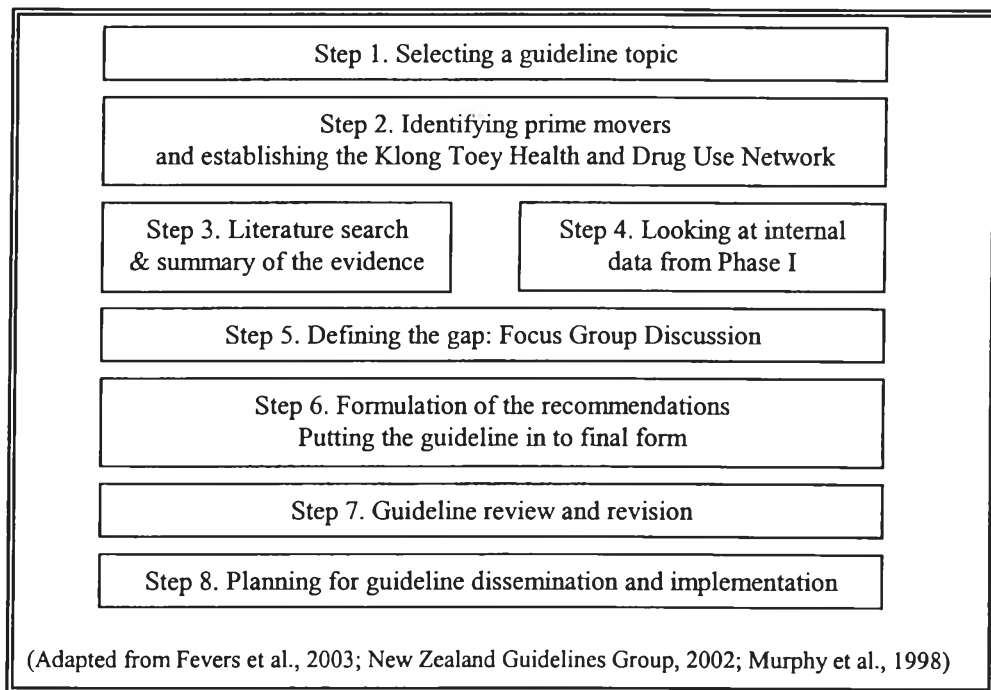 Step 1. Selecting a guideline topic
Step 2. Identifying prime movers
and establishing the Klong Toey Health and Drug Use Network
Step 3. Literature search
& summary of the evidence
Step 4. Looking at internal
data from Phase I
Step 5. Defining the gap: Focus Group Discussion
Step 6. Formulation of the recommendations
Putting the guideline in to final form
Step 7. Guideline review and revision
Step 8. Planning for guideline dissemination and implementation
(Adapted from Fevers et al., 2003; New Zealand Guidelines Group, 2002; Murphy et al., 1998)